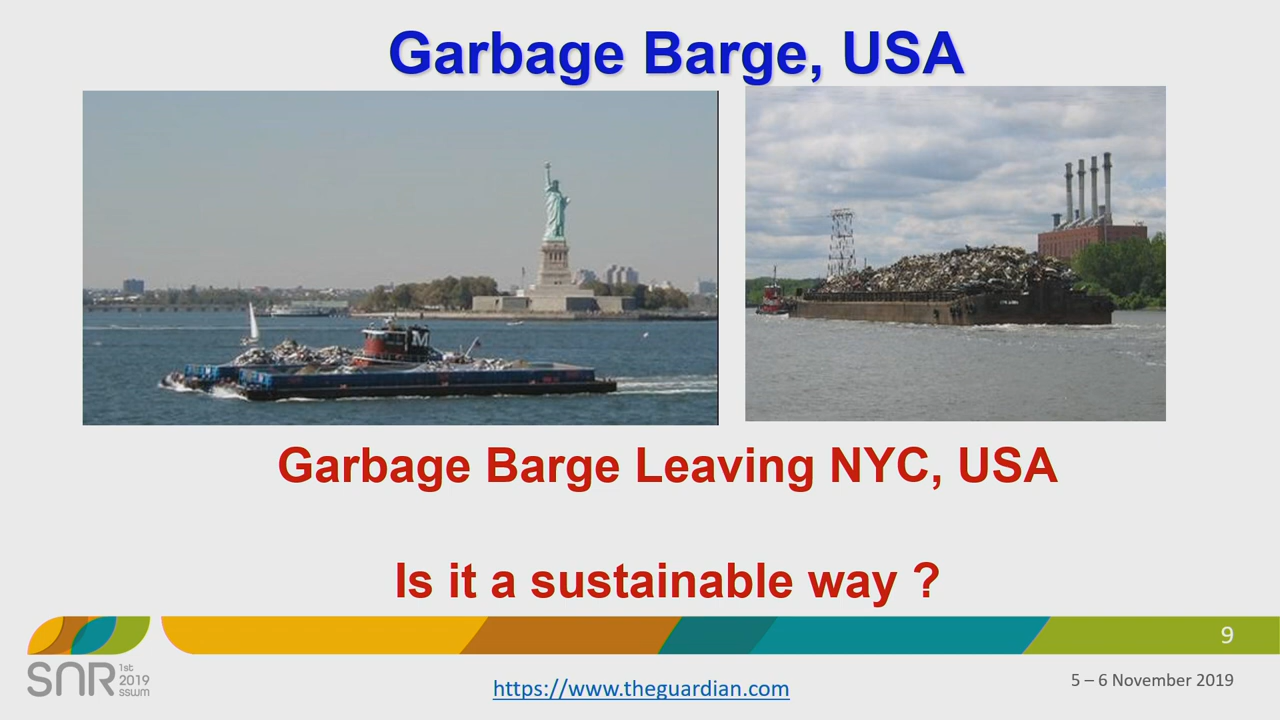 Garbage Barge, USA
M
Garbage Barge Leaving NYC, USA
Is it a sustainable way ?
9
SNR
1st
2019
sswm
https://www.theguardian.com
5 – 6 November 2019